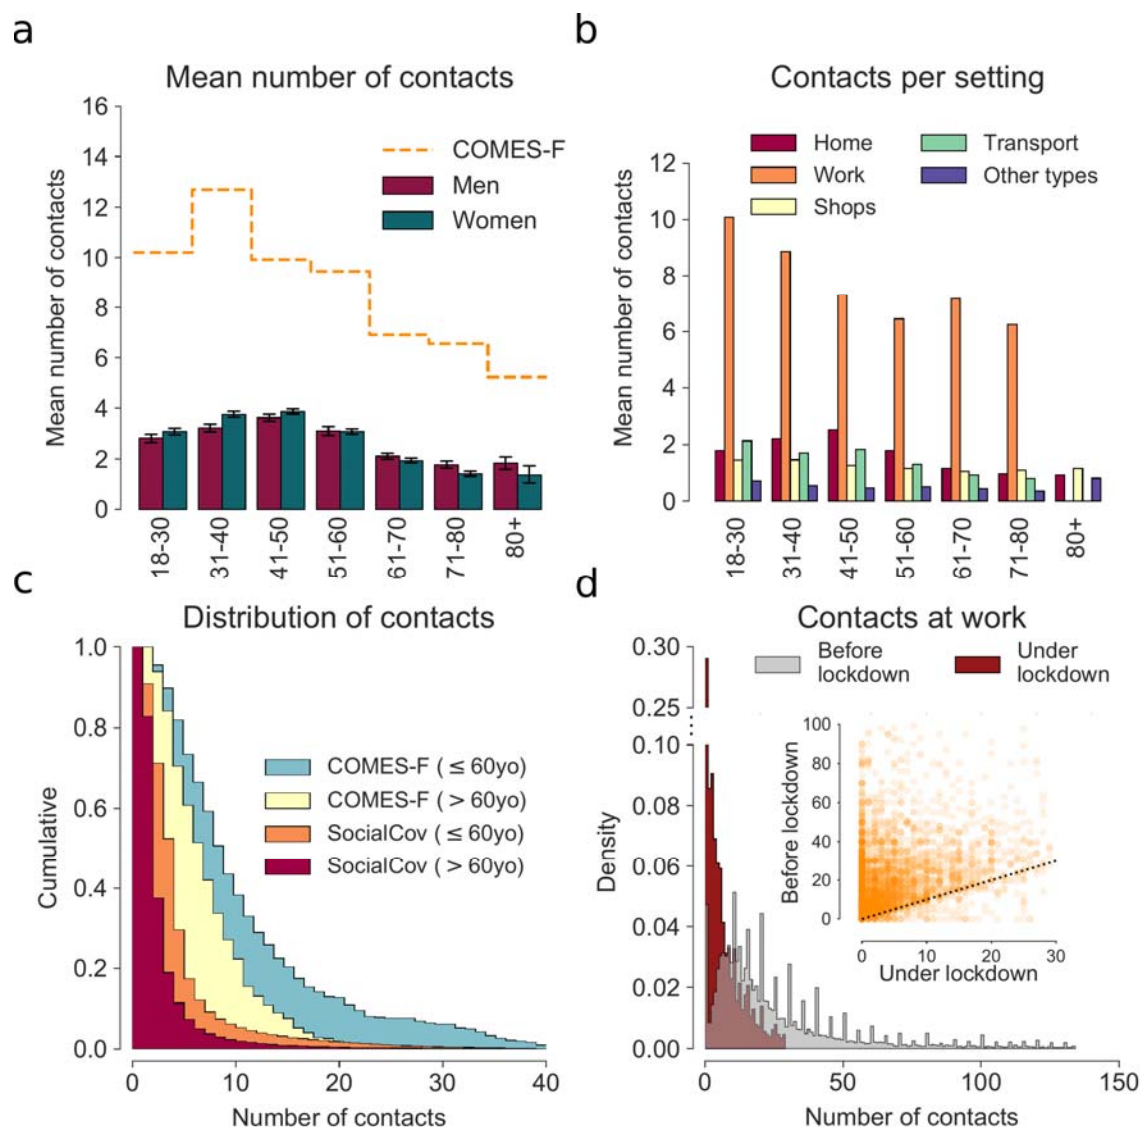 a
Mean number of contacts
Mean number of contacts
16
14
12
10
8
6
4
2
0
COMES-F
Men
Women
18-30
31-40
41-50
51-60
61-70
71-80
80+
b
Contacts per setting
Mean number of contacts
12
10
8
6
4
2
0
Home
Work
Shops
Transport
Other types
18-30
31-40
41-50
51-60
61-70
71-80
80+
c
Distribution of contacts
Cumulative
1.0
0.8
0.6
0.4
0.2
0.0
COMES-F ( ≤ 60yo)
COMES-F ( > 60yo)
SocialCov ( ≤ 60yo)
SocialCov ( > 60yo)
0
10
20
30
40
Number of contacts
d
Contacts at work
Density
0.30
0.25
0.10
0.08
0.06
0.04
0.02
0.00
Before
lockdown
Under
lockdown
Before lockdown
100
80
60
40
20
0
0
10
20
30
Under lockdown
0
50
100
150
Number of contacts